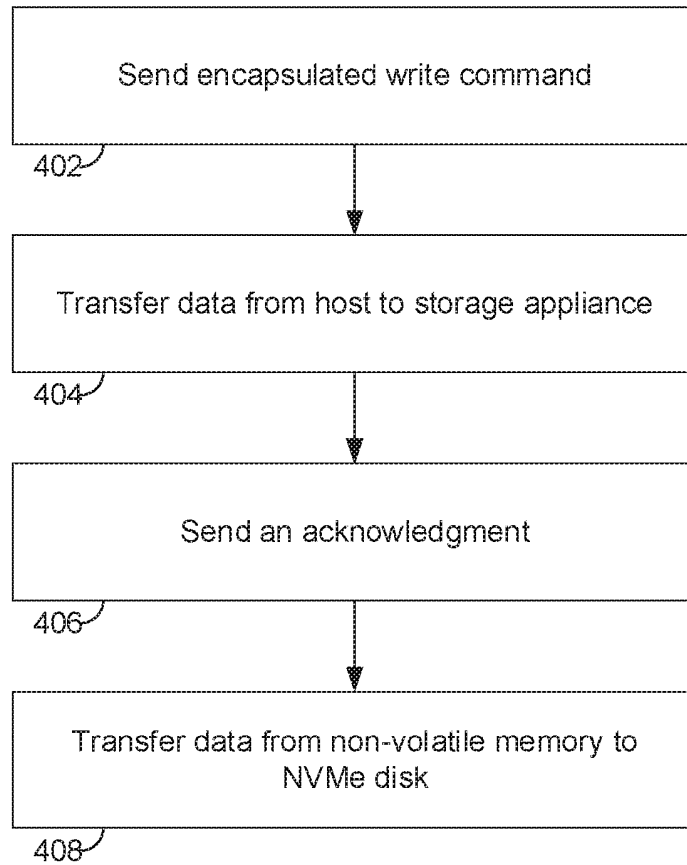 Send encapsulated write command
402
Transfer data from host to storage appliance
404
Send an acknowledgment
406
Transfer data from non-volatile memory to
NVMe disk
408